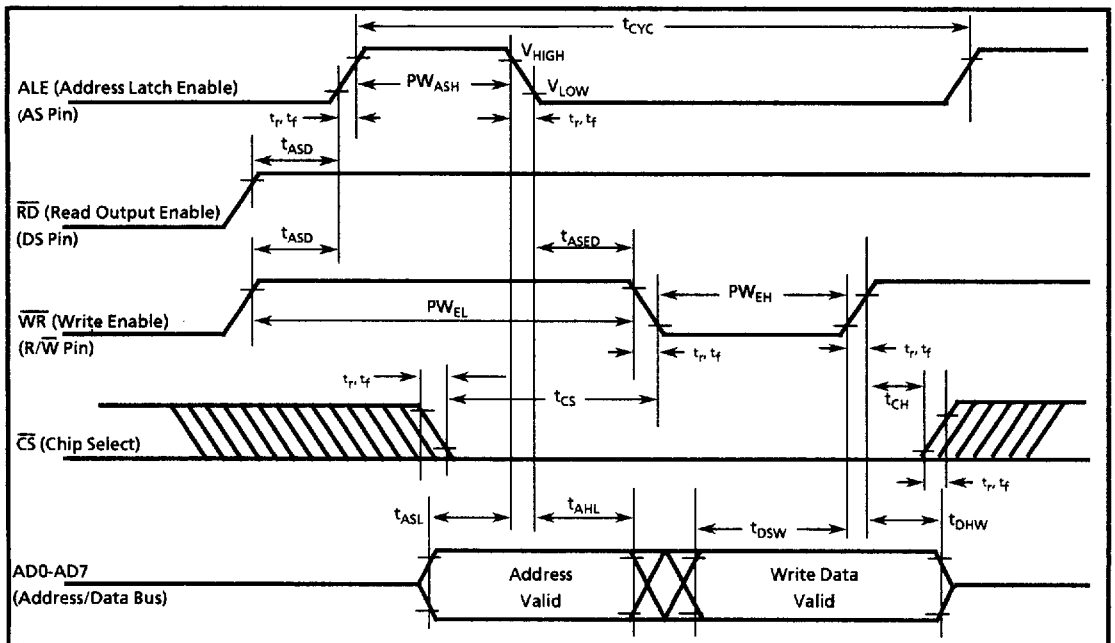 tCYC
VHIGH
ALE (Address Latch Enable)
(AS Pin)
PWASH
VLOW
tr, tf
tr, tf
tASD
RD (Read Output Enable)
(DS Pin)
tASD
tASED
WR (Write Enable)
(R/W Pin)
PWEL
PWEH
tr, tf
tr, tf
tr, tf
tCS
tCH
CS (Chip Select)
tr, tf
tASL
tAHL
tDSW
tDHW
AD0-AD7
(Address/Data Bus)
Address
Valid
Write Data
Valid